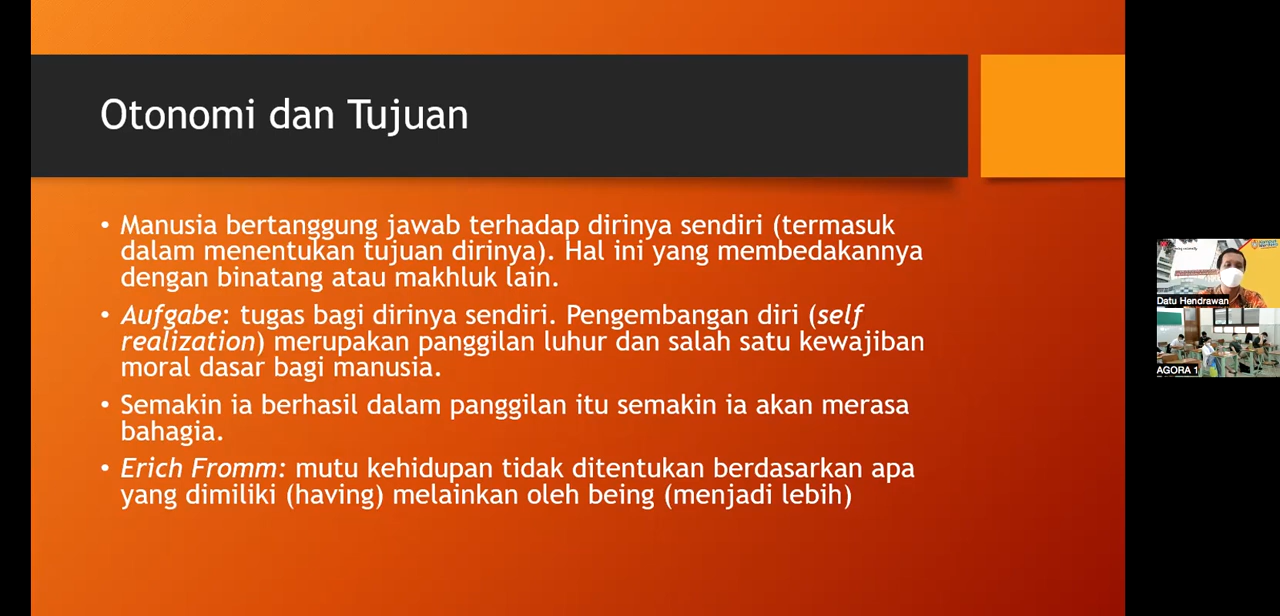 Otonomi dan Tujuan
• Manusia bertanggung jawab terhadap dirinya sendiri (termasuk
dalam menentukan tujuan dirinya). Hal ini yang membedakannya
dengan binatang atau makhluk lain.
• Aufgabe: tugas bagi dirinya sendiri. Pengembangan diri (self
realization) merupakan panggilan luhur dan salah satu kewajiban
moral dasar bagi manusia.
• Semakin ia berhasil dalam panggilan itu semakin ia akan merasa
bahagia.
• Erich Fromm: mutu kehidupan tidak ditentukan berdasarkan apa
yang dimiliki (having) melainkan oleh being (menjadi lebih)
Datu Hendrawan
AGORA 1